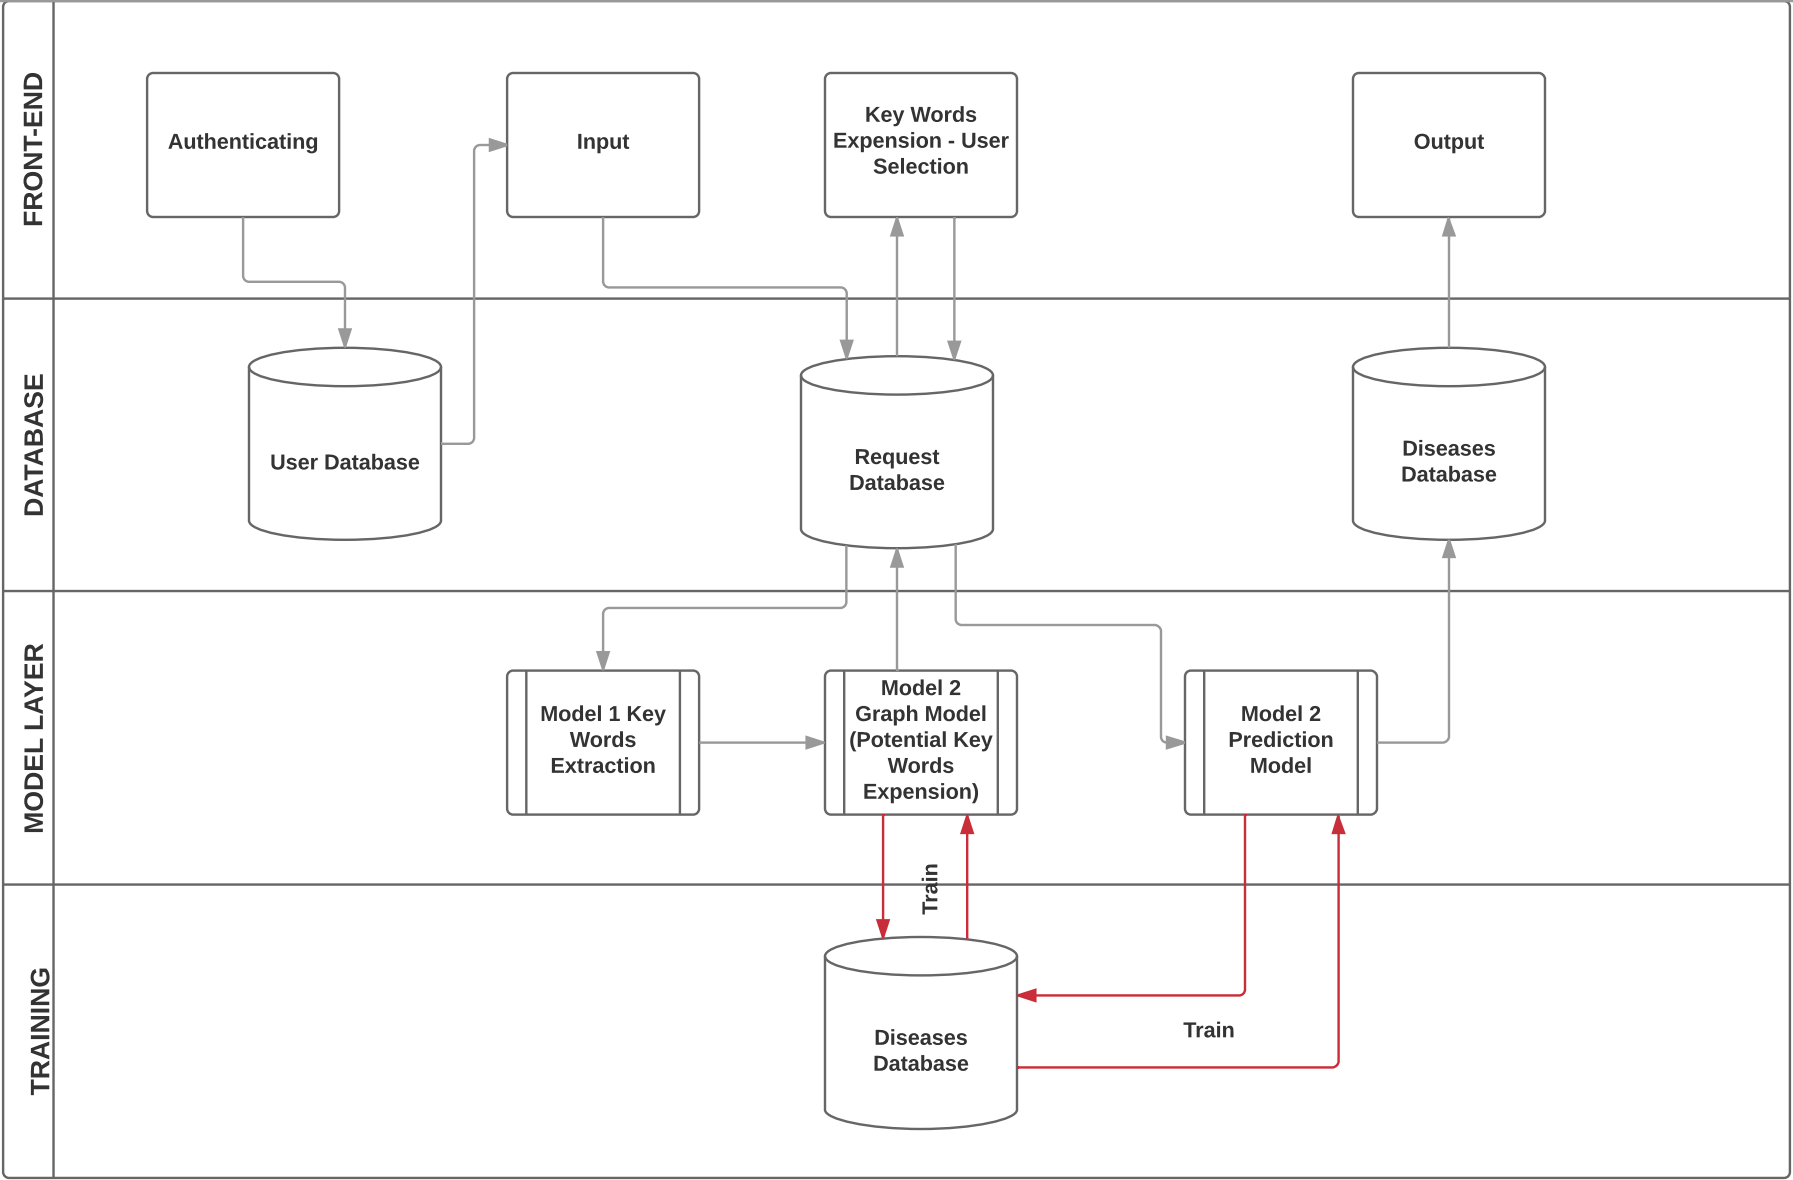 FRONT-END
Authenticating
Input
Key Words
Expension - User
Selection
Output
DATABASE
User Database
Request
Database
Diseases
Database
MODEL LAYER
Model 1 Key
Words
Extraction
Model 2
Graph Model
(Potential Key
Words
Expension)
Model 2
Prediction
Model
Train
TRAINING
Diseases
Database
Train